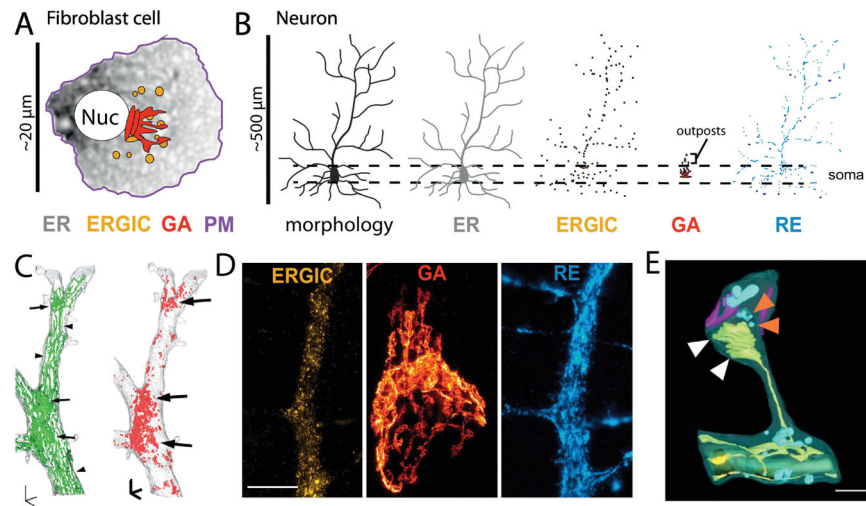 A Fibroblast cell
~20 µm
Nuc
ER ERGIC GA PM
B Neuron
~500 µm
outposts
soma
morphology ER ERGIC GA RE
C
D ERGIC GA RE
E